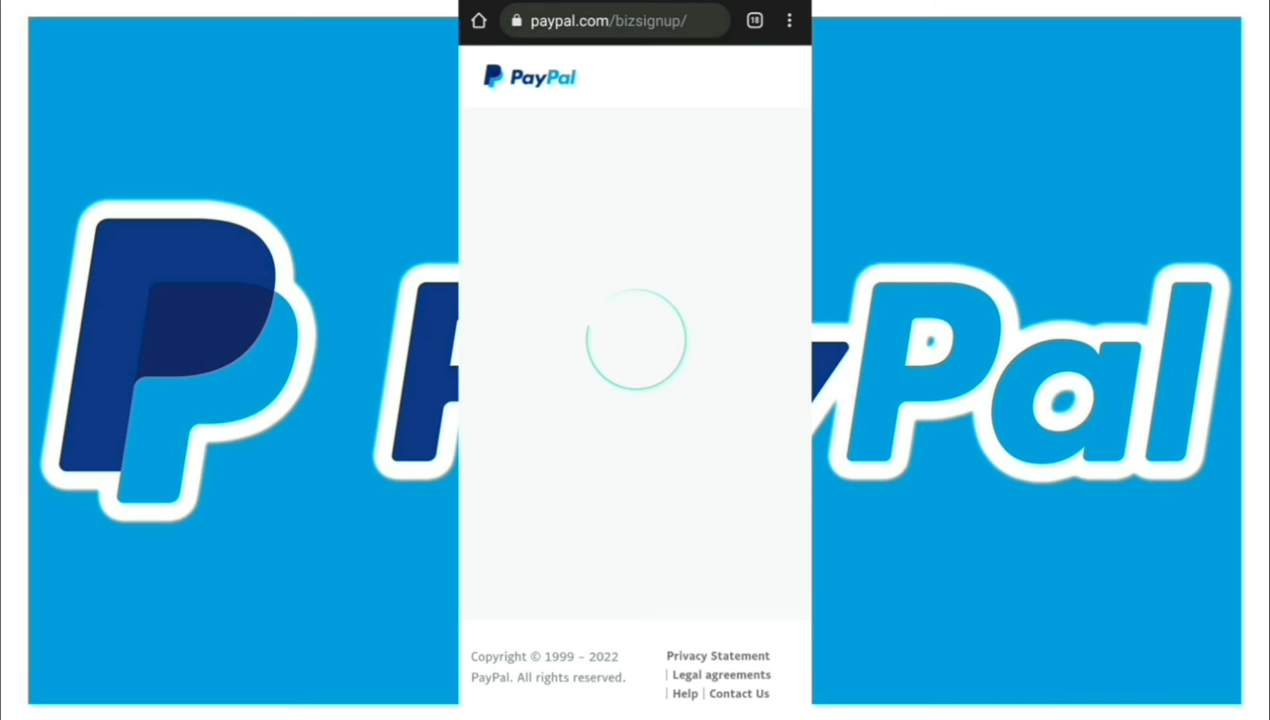 paypal.com/bizsignup/
18
PayPal
PayPal
Copyright © 1999 – 2022
PayPal. All rights reserved.
Privacy Statement
| Legal agreements
| Help | Contact Us